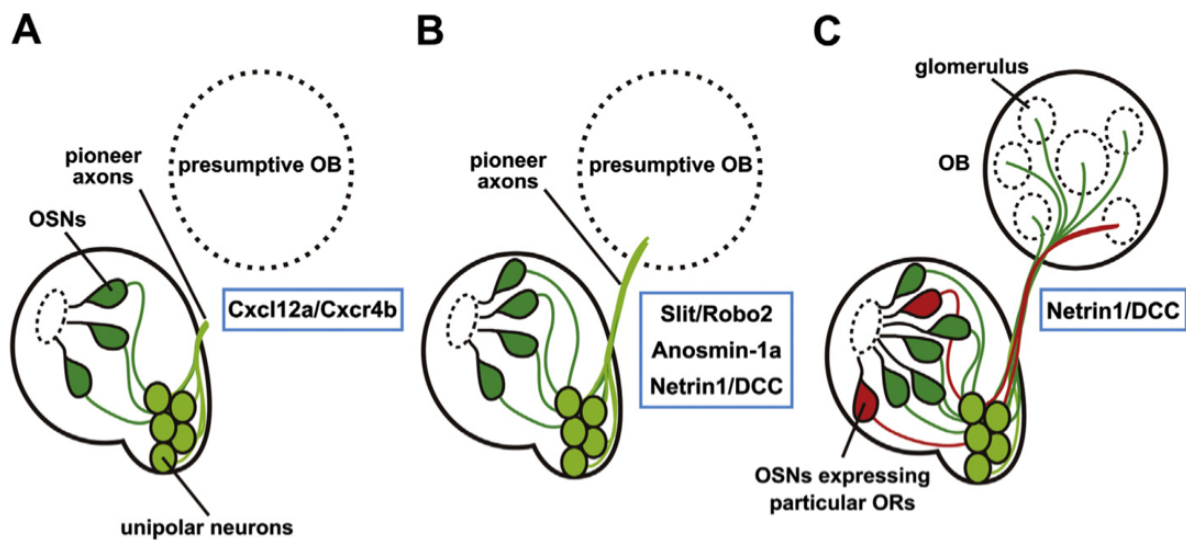 A
presumptive OB
pioneer
axons
OSNs
Cxcl12a/Cxcr4b
unipolar neurons
B
presumptive OB
pioneer
axons
Slit/Robo2
Anosmin-1a
Netrin1/DCC
C
glomerulus
OB
Netrin1/DCC
OSNs expressing
particular ORs